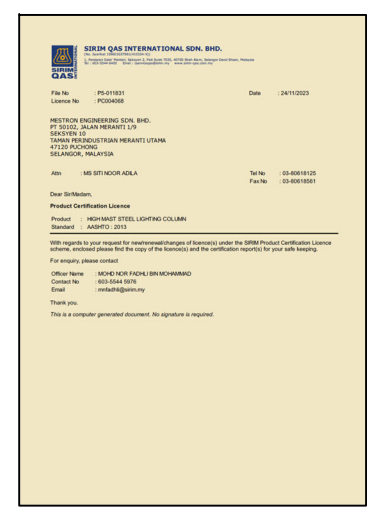 SIRIM QAS INTERNATIONAL SDN. BHD.
SIRIM
QAS
INTERNATIONAL
File No : P5-011831 Date : 24/11/2023
Licence No : PC004068
MESTRON ENGINEERING SDN. BHD.
PT 50102, JALAN MERANTI 1/9
SEKSYEN 10
TAMAN PERINDUSTRIAN MERANTI UTAMA
47120 PUCHONG
SELANGOR, MALAYSIA
Attn : MS SITI NOOR ADILA Tel No : 03-80618125
Fax No : 03-80618561
Dear Sir/Madam,
Product Certification Licence
Product : HIGH MAST STEEL LIGHTING COLUMN
Standard : AASHTO : 2013
With regards to your request for new/renewal/changes of licence(s) under the SIRIM Product Certification Licence
scheme, enclosed please find the copy of the licence(s) and the certification report(s) for your safe keeping.
For enquiry, please contact
Officer Name : MOHD NOR FADHLI BIN MOHAMMAD
Contact No : 603-5544 5976
Email : mnfadhli@sirim.my
Thank you.
This is a computer generated document. No signature is required.